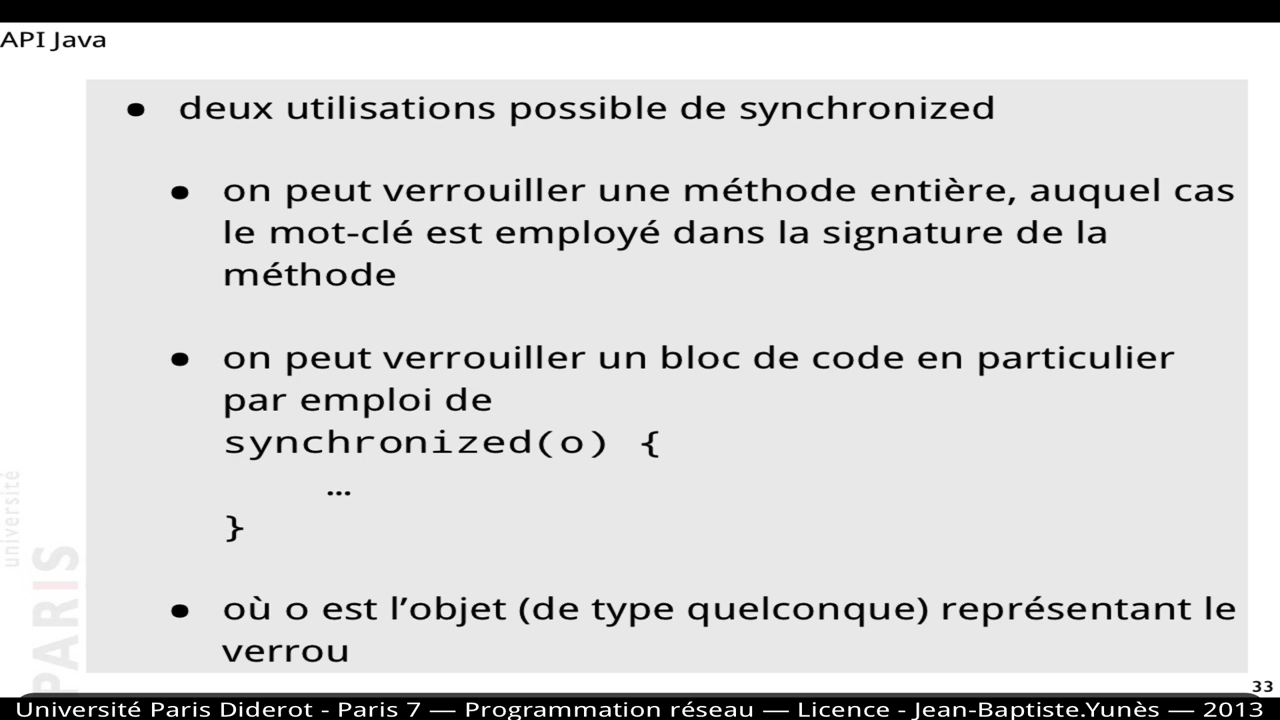 API Java
• deux utilisations possible de synchronized
• on peut verrouiller une méthode entière, auquel cas
le mot-clé est employé dans la signature de la
méthode
• on peut verrouiller un bloc de code en particulier
par emploi de
synchronized(o) {
…
}
• où o est l’objet (de type quelconque) représentant le
verrou
université
PARIS
33
Université Paris Diderot - Paris 7 — Programmation réseau — Licence - Jean-Baptiste.Yunès — 2013